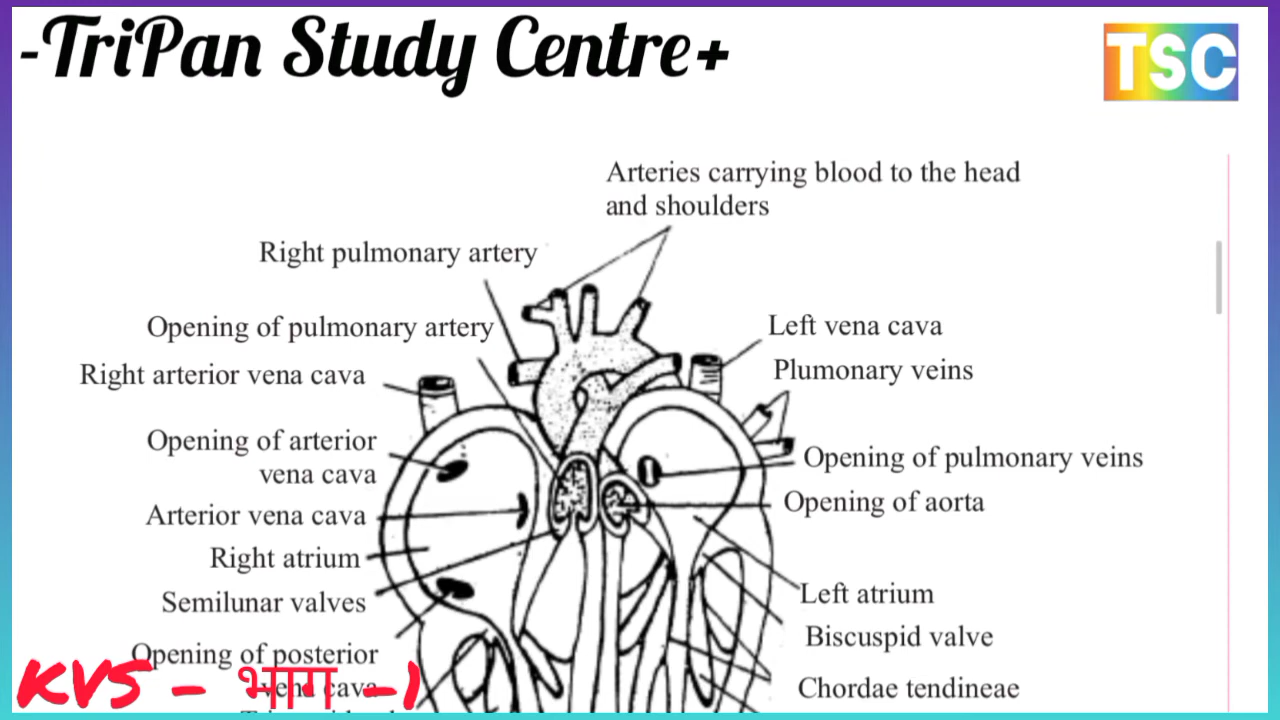 -TriPan Study Centre+
TSC
Arteries carrying blood to the head
and shoulders
Right pulmonary artery
Opening of pulmonary artery
Left vena cava
Right arterior vena cava
Plumonary veins
Opening of arterior
vena cava
Opening of pulmonary veins
Arterior vena cava
Opening of aorta
Right atrium
Semilunar valves
Left atrium
Biscuspid valve
Opening of posterior
vena cava
Chordae tendineae
KVS - भाग -1